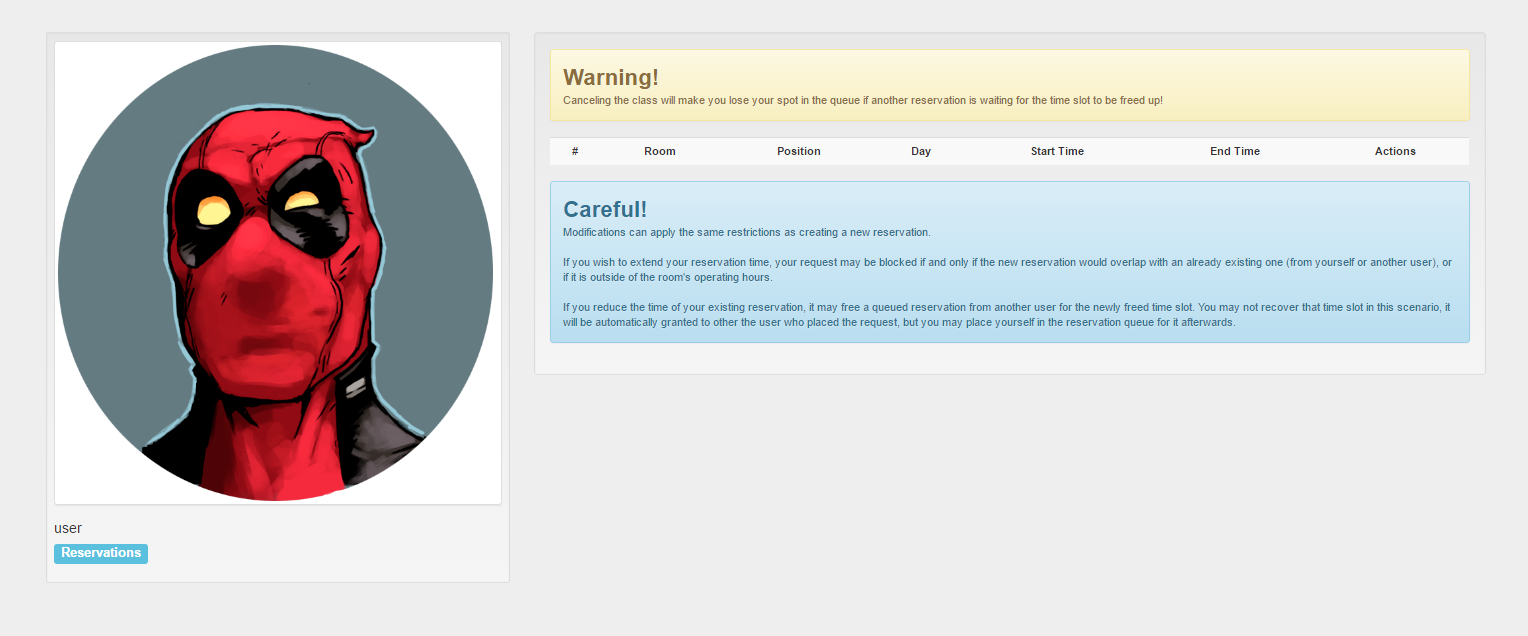 user
Reservations
Warning!
Canceling the class will make you lose your spot in the queue if another reservation is waiting for the time slot to be freed up!
# Room Position Day Start Time End Time Actions
Careful!
Modifications can apply the same restrictions as creating a new reservation.
If you wish to extend your reservation time, your request may be blocked if and only if the new reservation would overlap with an already existing one (from yourself or another user), or
if it is outside of the room's operating hours.
If you reduce the time of your existing reservation, it may free a queued reservation from another user for the newly freed time slot. You may not recover that time slot in this scenario, it
will be automatically granted to other the user who placed the request, but you may place yourself in the reservation queue for it afterwards.